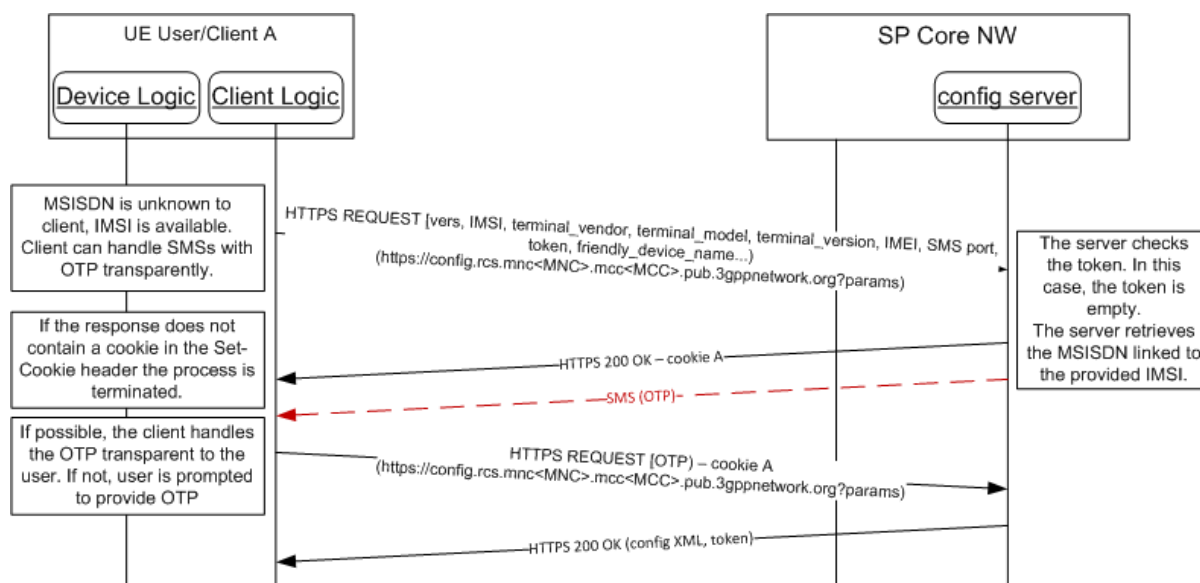 UE User/Client A
SP Core NW
Device Logic
Client Logic
config server
MSISDN is unknown to
client, IMSI is available.
Client can handle SMSs with
OTP transparently.
HTTPS REQUEST [vers, IMSI, terminal_vendor, terminal_model, terminal_version, IMEI, SMS port,
token, friendly_device_name...)
(https://config.rcs.mnc<MNC>.mcc<MCC>.pub.3gppnetwork.org?params)
The server checks
the token. In this
case, the token is
empty.
The server retrieves
the MSISDN linked to
the provided IMSI.
If the response does not
contain a cookie in the Set-
Cookie header the process is
terminated.
HTTPS 200 OK – cookie A
SMS (OTP)
If possible, the client handles
the OTP transparent to the
user. If not, user is prompted
to provide OTP
HTTPS REQUEST [OTP) – cookie A
(https://config.rcs.mnc<MNC>.mcc<MCC>.pub.3gppnetwork.org?params)
HTTPS 200 OK (config XML, token)